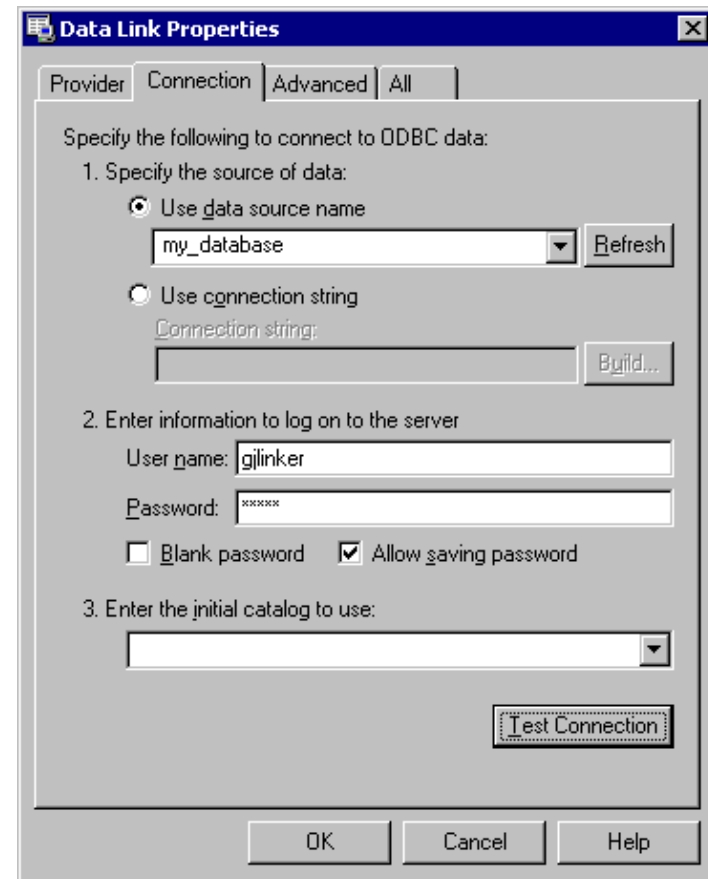 Data Link Properties
Provider Connection Advanced All
Specify the following to connect to ODBC data:
1. Specify the source of data:
Use data source name
my_database Refresh
Use connection string
Connection string:
Build...
2. Enter information to log on to the server
User name: gjlinker
Password: *****
Blank password Allow saving password
3. Enter the initial catalog to use:
Test Connection
OK Cancel Help